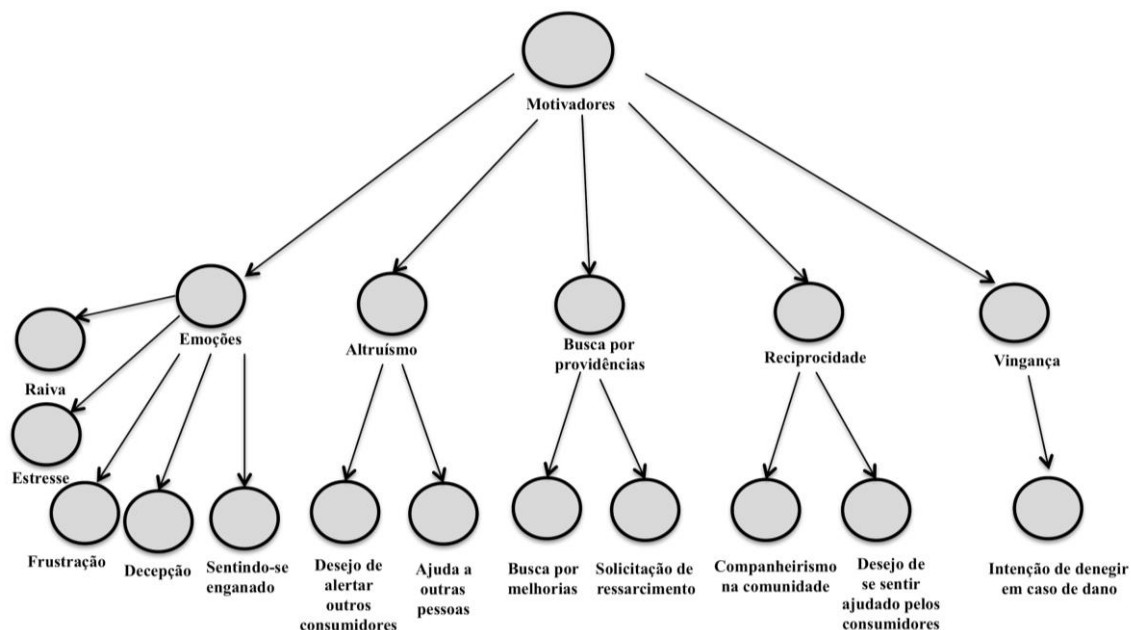 Motivadores
Emoções
Altruísmo
Busca por
providências
Reciprocidade
Vingança
Raiva
Estresse
Frustração
Decepção
Sentindo-se
enganado
Desejo de
alertar
outros
consumidores
Ajuda a
outras
pessoas
Busca por
melhorias
Solicitação de
ressarcimento
Companheirismo
na comunidade
Desejo de
se sentir
ajudado pelos
consumidores
Intenção de denegir
em caso de dano